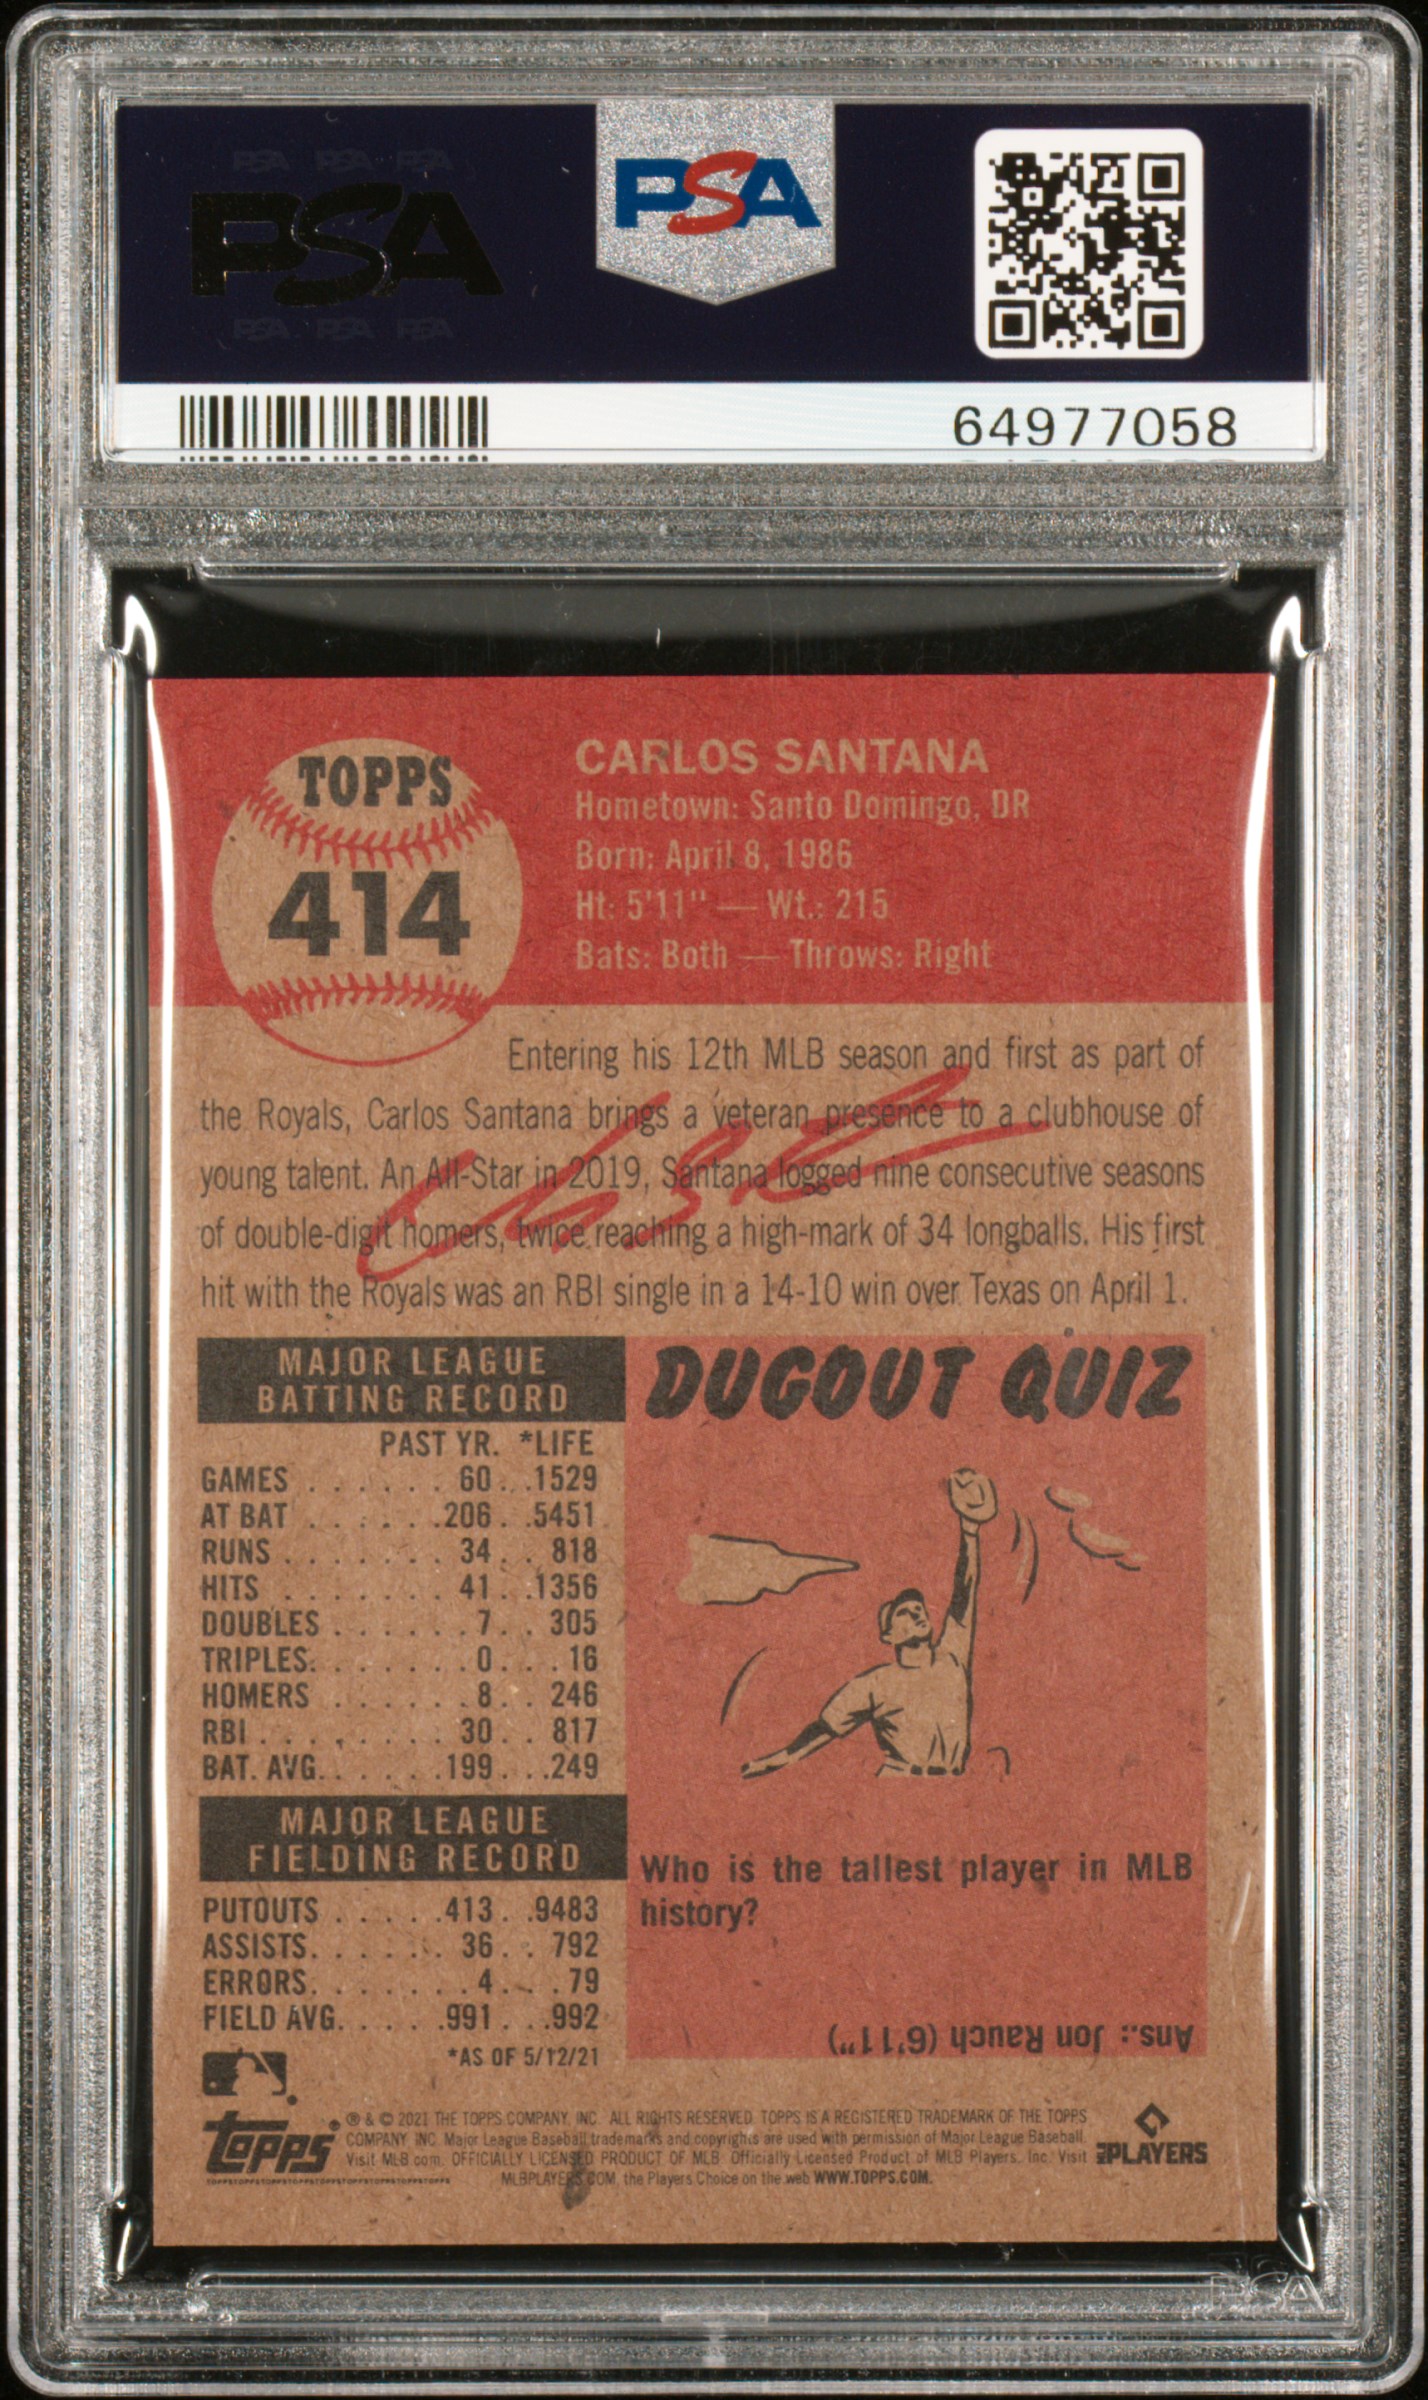 PSA PSA PSA
PSA
PSA PSA PSA
PSA
64977058
TOPPS
414
CARLOS SANTANA
Hometown: Santo Domingo, DR
Born: April 8, 1986
Ht: 5'11" — Wt.: 215
Bats: Both — Throws: Right
Entering his 12th MLB season and first as part of
the Royals, Carlos Santana brings a veteran presence to a clubhouse of
young talent. An All-Star in 2019, Santana logged nine consecutive seasons
of double-digit homers, twice reaching a high-mark of 34 longballs. His first
hit with the Royals was an RBI single in a 14-10 win over Texas on April 1.
MAJOR LEAGUE
BATTING RECORD
PAST YR. *LIFE
GAMES . . . . . . 60 . . .1529
AT BAT . . . . . .206 . .5451
RUNS . . . . . . . 34 . . 818
HITS . . . . . . . 41 . .1356
DOUBLES . . . . . .7 . . 305
TRIPLES. . . . . . .0 . . . 16
HOMERS . . . . . .8 . . 246
RBI . . . . . . . . 30 . . 817
BAT. AVG. . . . . .199 . . .249
MAJOR LEAGUE
FIELDING RECORD
PUTOUTS . . . . .413 . .9483
ASSISTS. . . . . . 36 . . 792
ERRORS. . . . . . .4 . . . 79
FIELD AVG. . . . .991 . . .992
*AS OF 5/12/21
DUGOUT QUIZ
Who is the tallest player in MLB
history?
Ans.: Jon Rauch (6'11")
topps
® & © 2021 THE TOPPS COMPANY, INC. ALL RIGHTS RESERVED. TOPPS IS A REGISTERED TRADEMARK OF THE TOPPS
COMPANY, INC. Major League Baseball trademarks and copyrights are used with permission of Major League Baseball.
Visit MLB.com. OFFICIALLY LICENSED PRODUCT OF MLB Officially Licensed Product of MLB Players, Inc. Visit
MLBPLAYERS.COM, the Players Choice on the web WWW.TOPPS.COM.
MLB PLAYERS
PSA